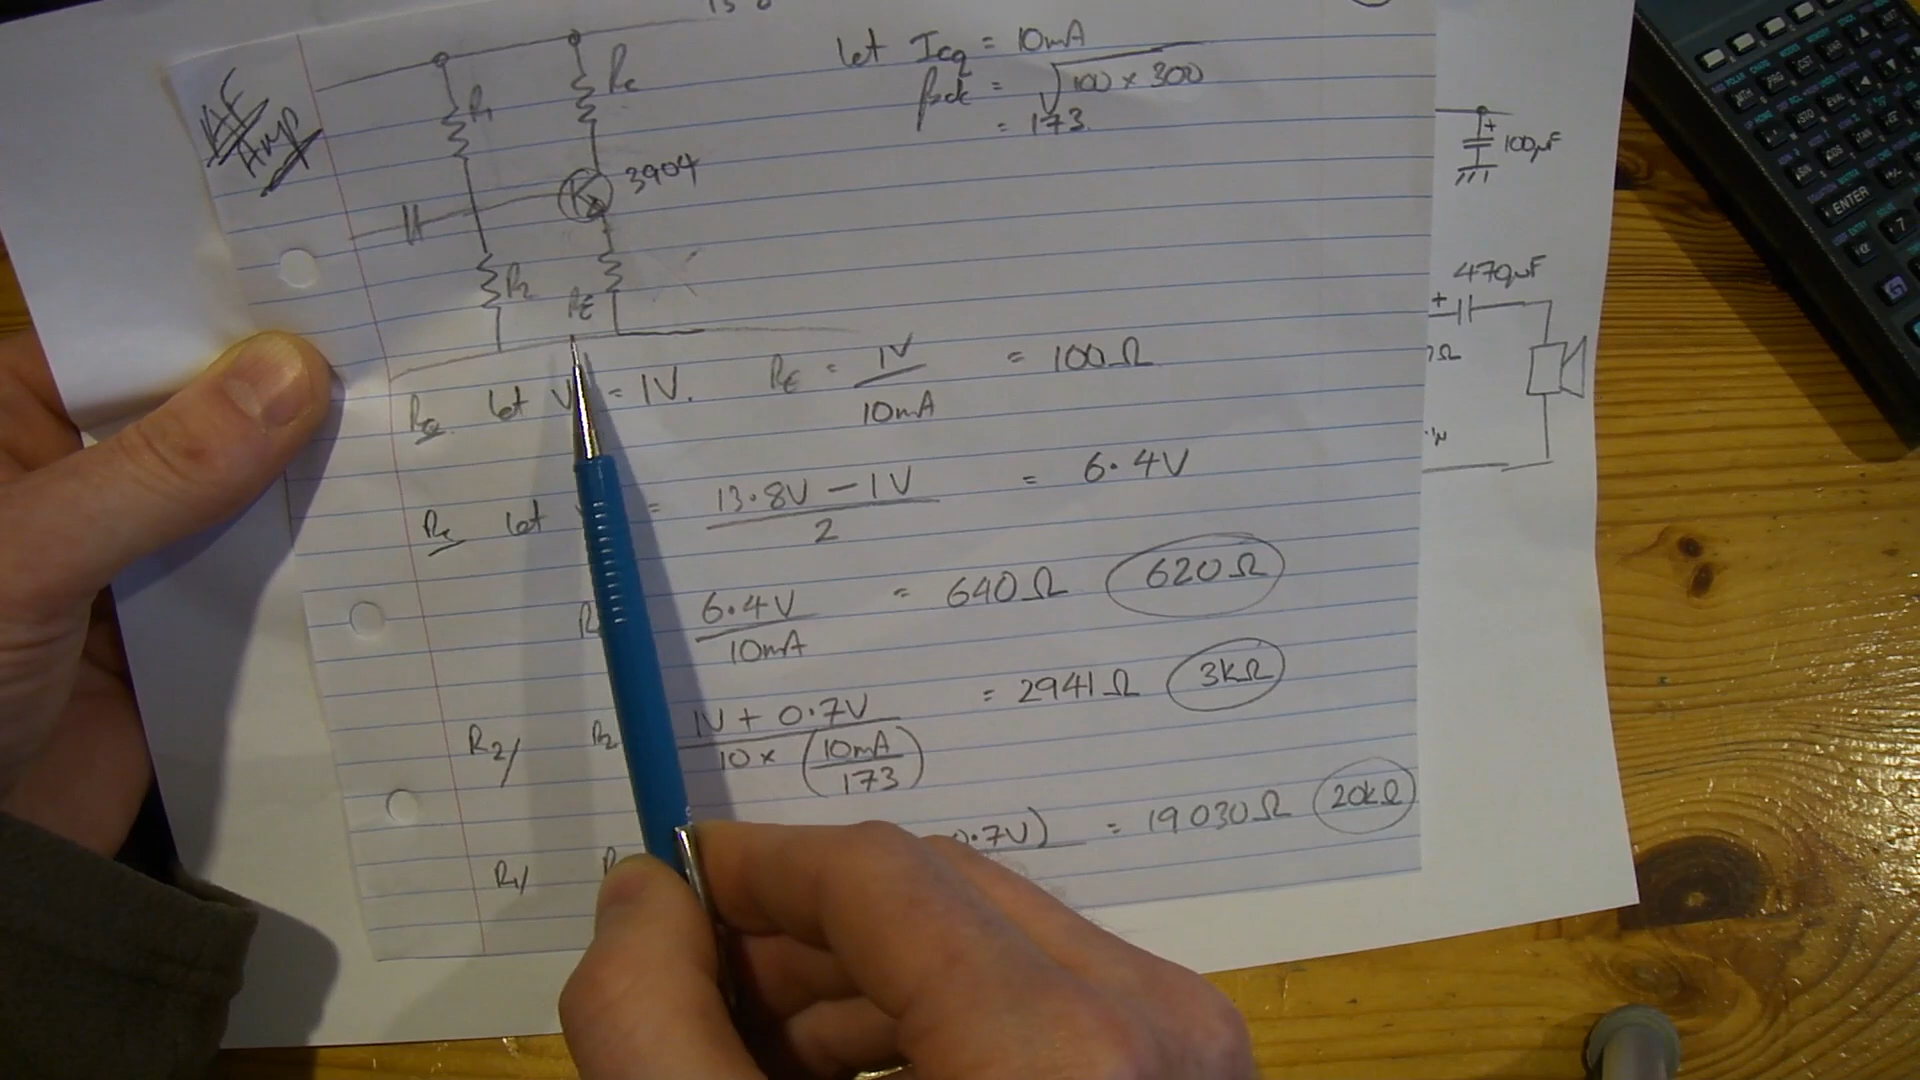 AF
Amp
R1
Rc
3904
R2
RE
let Icq = 10mA
βdc = √100 × 300
= 173
100µF
470µF
let V = 1V. RE = 1V / 10mA = 100Ω
Rc let = 13.8V − 1V / 2 = 6.4V
6.4V / 10mA = 640Ω 620Ω
R2/ R2 1V + 0.7V / 10 × (10mA / 173) = 2941Ω 3kΩ
R1/ 0.7V) = 19030Ω 20kΩ
ENTER